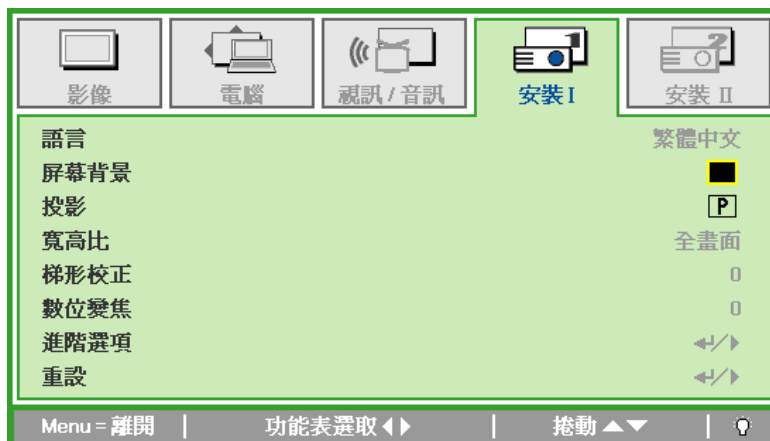 影像 電腦 視訊 / 音訊 安裝 I 安裝 II
語言 繁體中文
屏幕背景
投影 P
寬高比 全畫面
梯形校正 0
數位變焦 0
進階選項
重設
Menu = 離開 功能表選取 捲動